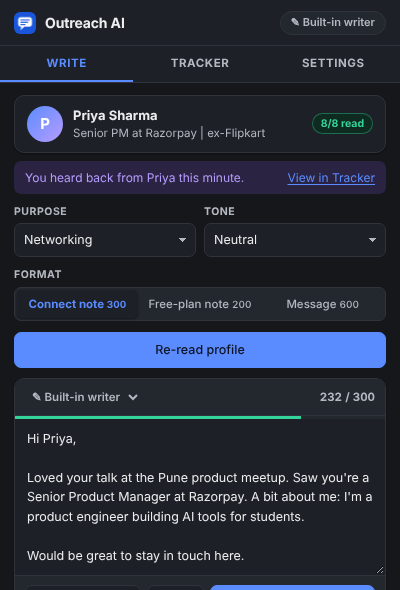 Outreach AI
✎ Built-in writer
WRITE
TRACKER
SETTINGS
P
Priya Sharma
Senior PM at Razorpay | ex-Flipkart
8/8 read
You heard back from Priya this minute.
View in Tracker
PURPOSE
TONE
Networking
Neutral
FORMAT
Connect note 300
Free-plan note 200
Message 600
Re-read profile
✎ Built-in writer
232 / 300
Hi Priya,
Loved your talk at the Pune product meetup. Saw you're a
Senior Product Manager at Razorpay. A bit about me: I'm a
product engineer building AI tools for students.
Would be great to stay in touch here.